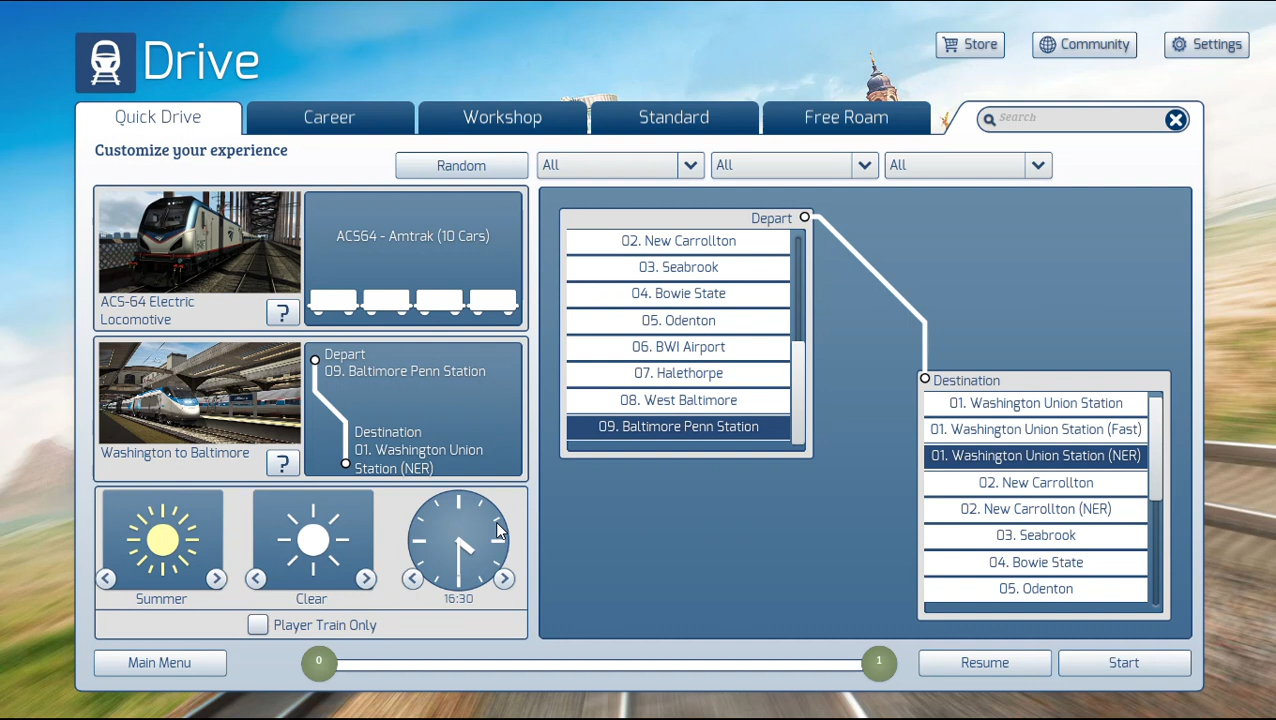 Drive
Store
Community
Settings
Quick Drive
Career
Workshop
Standard
Free Roam
Search
Customize your experience
Random
All
All
All
ACS64 - Amtrak (10 Cars)
ACS-64 Electric
Locomotive
?
Depart
09. Baltimore Penn Station
Destination
01. Washington Union
Station (NER)
Washington to Baltimore
?
Summer
Clear
16:30
Player Train Only
Depart
02. New Carrollton
03. Seabrook
04. Bowie State
05. Odenton
06. BWI Airport
07. Halethorpe
08. West Baltimore
09. Baltimore Penn Station
Destination
01. Washington Union Station
01. Washington Union Station (Fast)
01. Washington Union Station (NER)
02. New Carrollton
02. New Carrollton (NER)
03. Seabrook
04. Bowie State
05. Odenton
Main Menu
0
1
Resume
Start